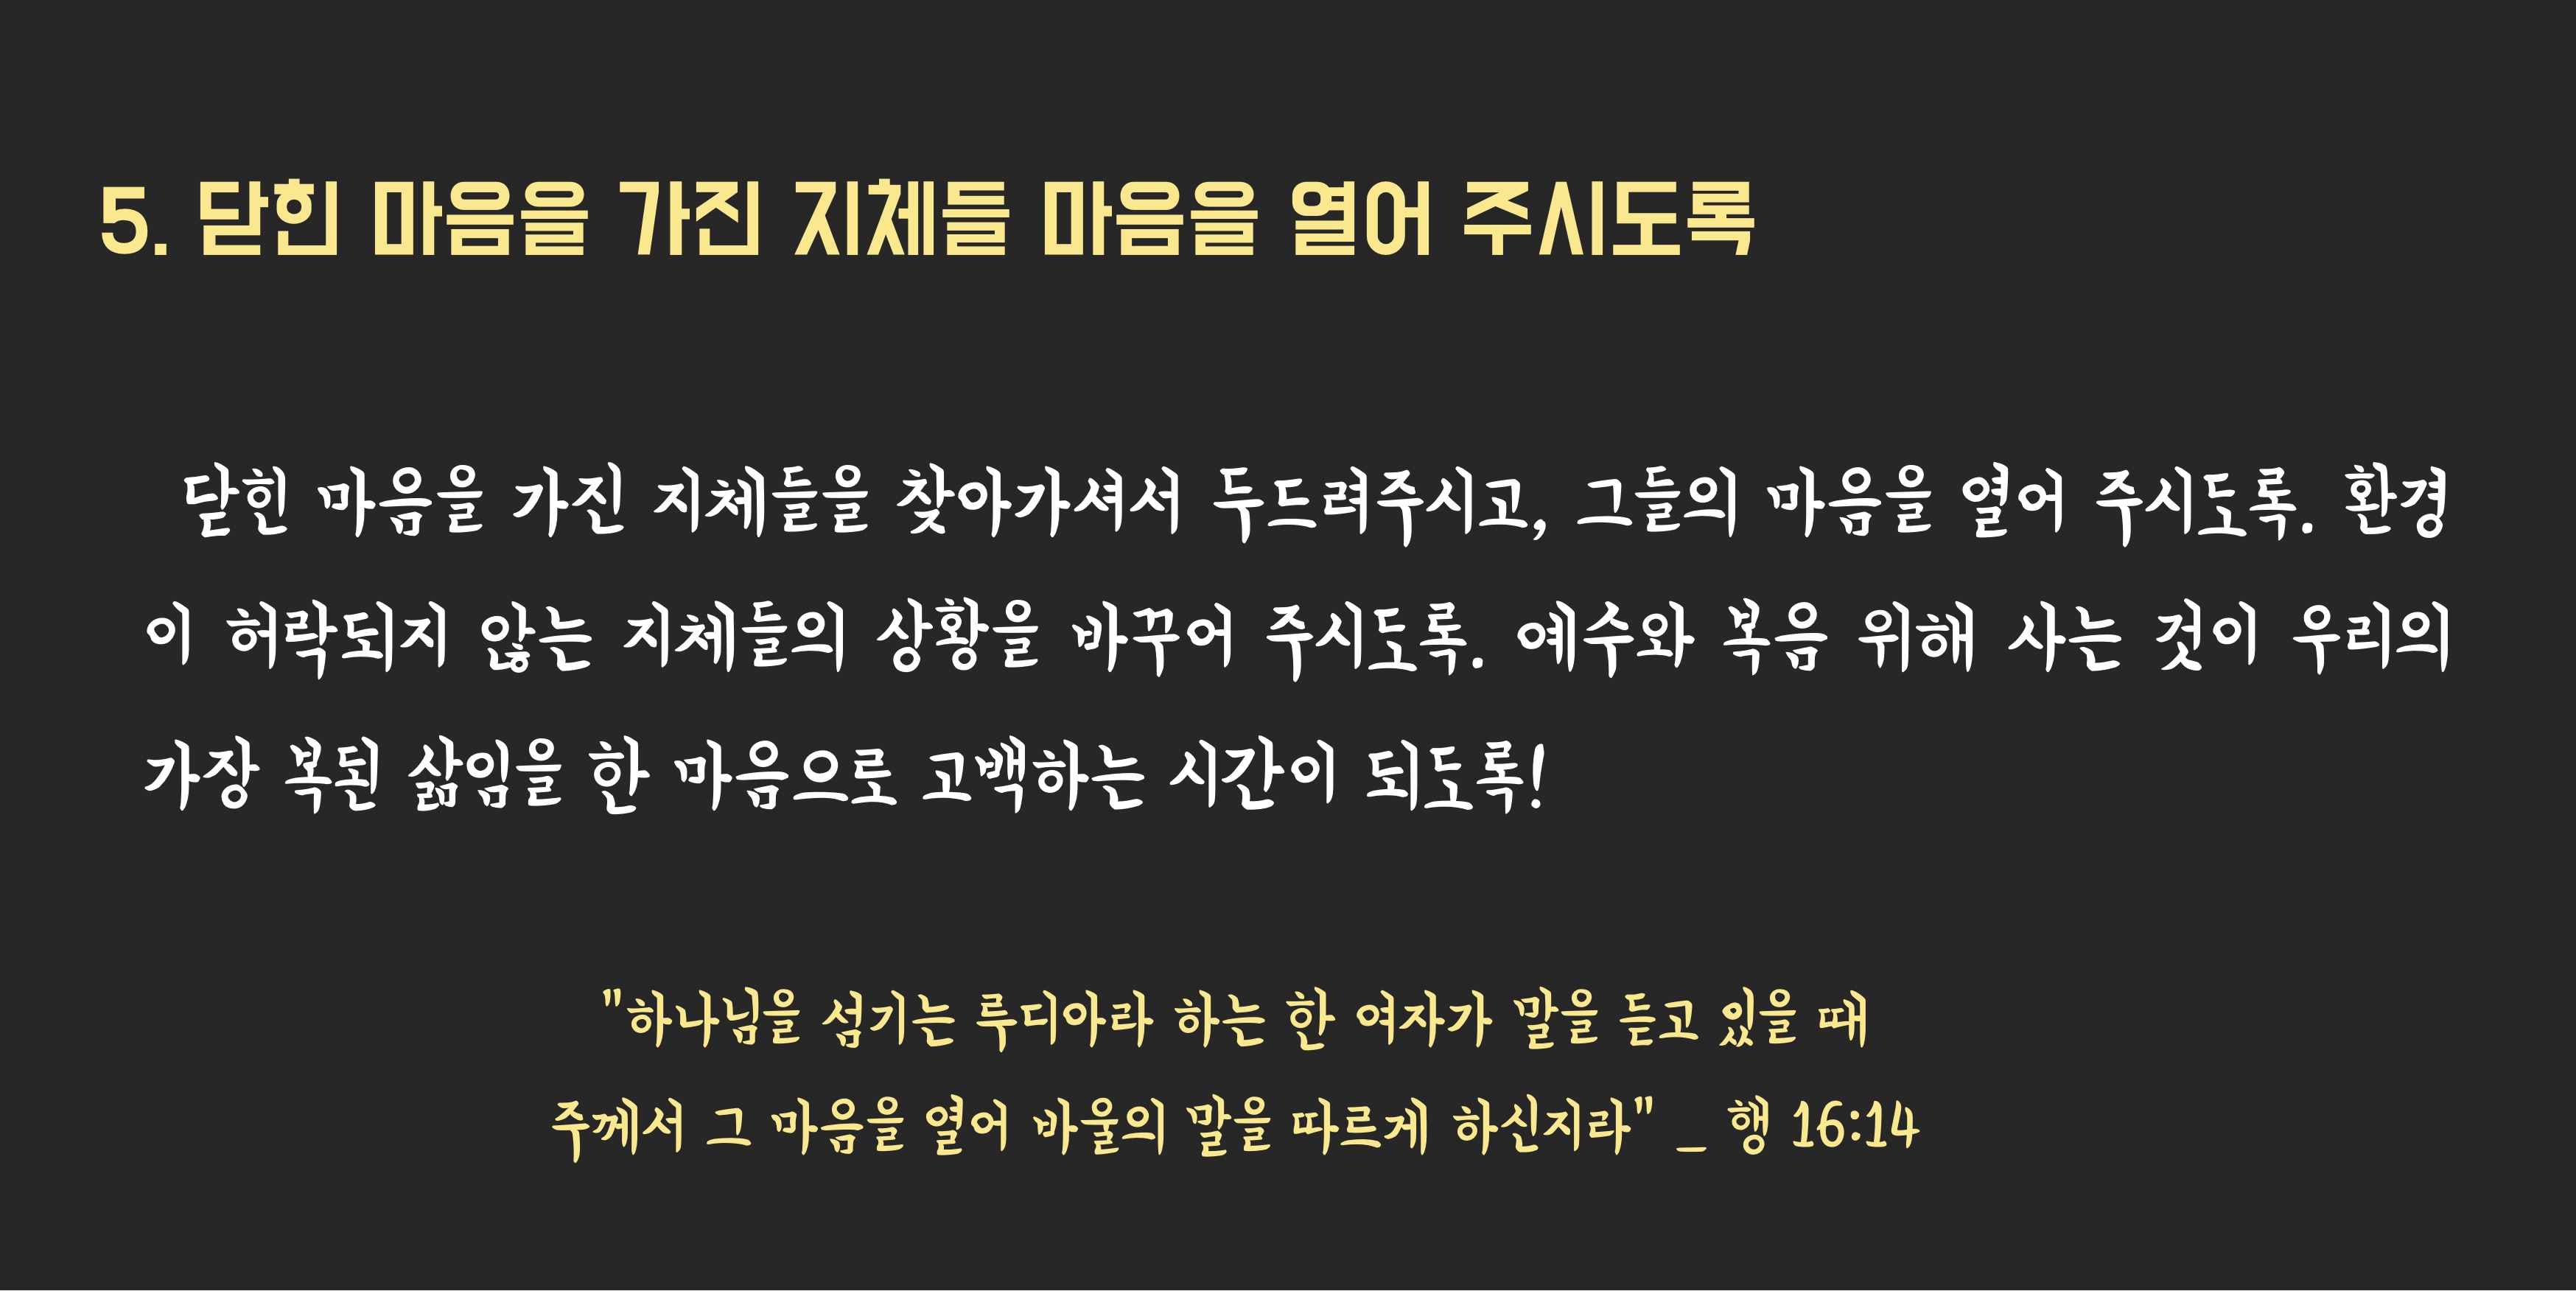 5. 닫힌 마음을 가진 지체들 마음을 열어 주시도록
닫힌 마음을 가진 지체들을 찾아가셔서 두드려주시고, 그들의 마음을 열어 주시도록. 환경
이 허락되지 않는 지체들의 상황을 바꾸어 주시도록. 예수와 복음 위해 사는 것이 우리의
가장 복된 삶임을 한 마음으로 고백하는 시간이 되도록!
"하나님을 섬기는 루디아라 하는 한 여자가 말을 듣고 있을 때
주께서 그 마음을 열어 바울의 말을 따르게 하신지라" _ 행 16:14